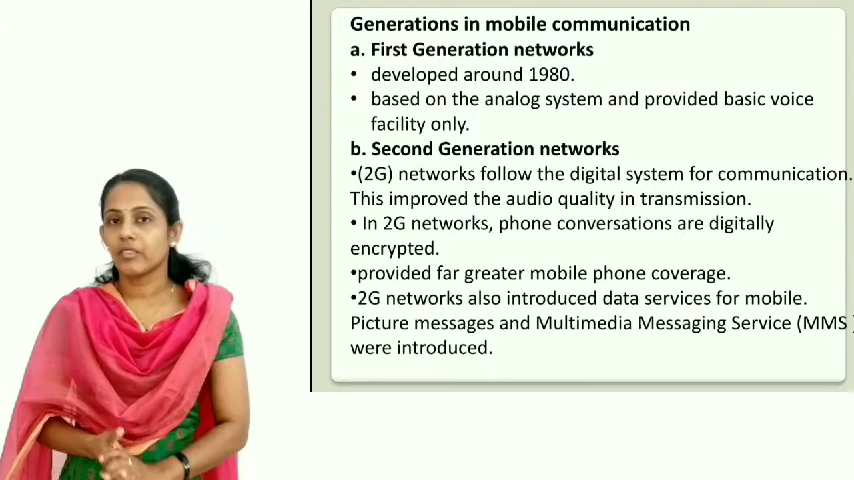 Generations in mobile communication
a. First Generation networks
• developed around 1980.
• based on the analog system and provided basic voice
facility only.
b. Second Generation networks
•(2G) networks follow the digital system for communication.
This improved the audio quality in transmission.
• In 2G networks, phone conversations are digitally
encrypted.
•provided far greater mobile phone coverage.
•2G networks also introduced data services for mobile.
Picture messages and Multimedia Messaging Service (MMS )
were introduced.